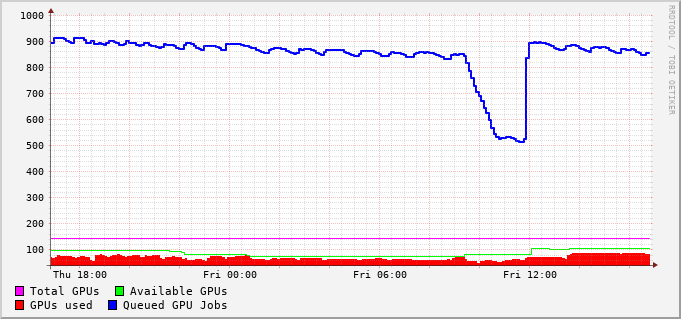 1000
900
800
700
600
500
400
300
200
100
Thu 18:00 Fri 00:00 Fri 06:00 Fri 12:00
Total GPUs Available GPUs
GPUs used Queued GPU Jobs
RRDTOOL / TOBI OETIKER